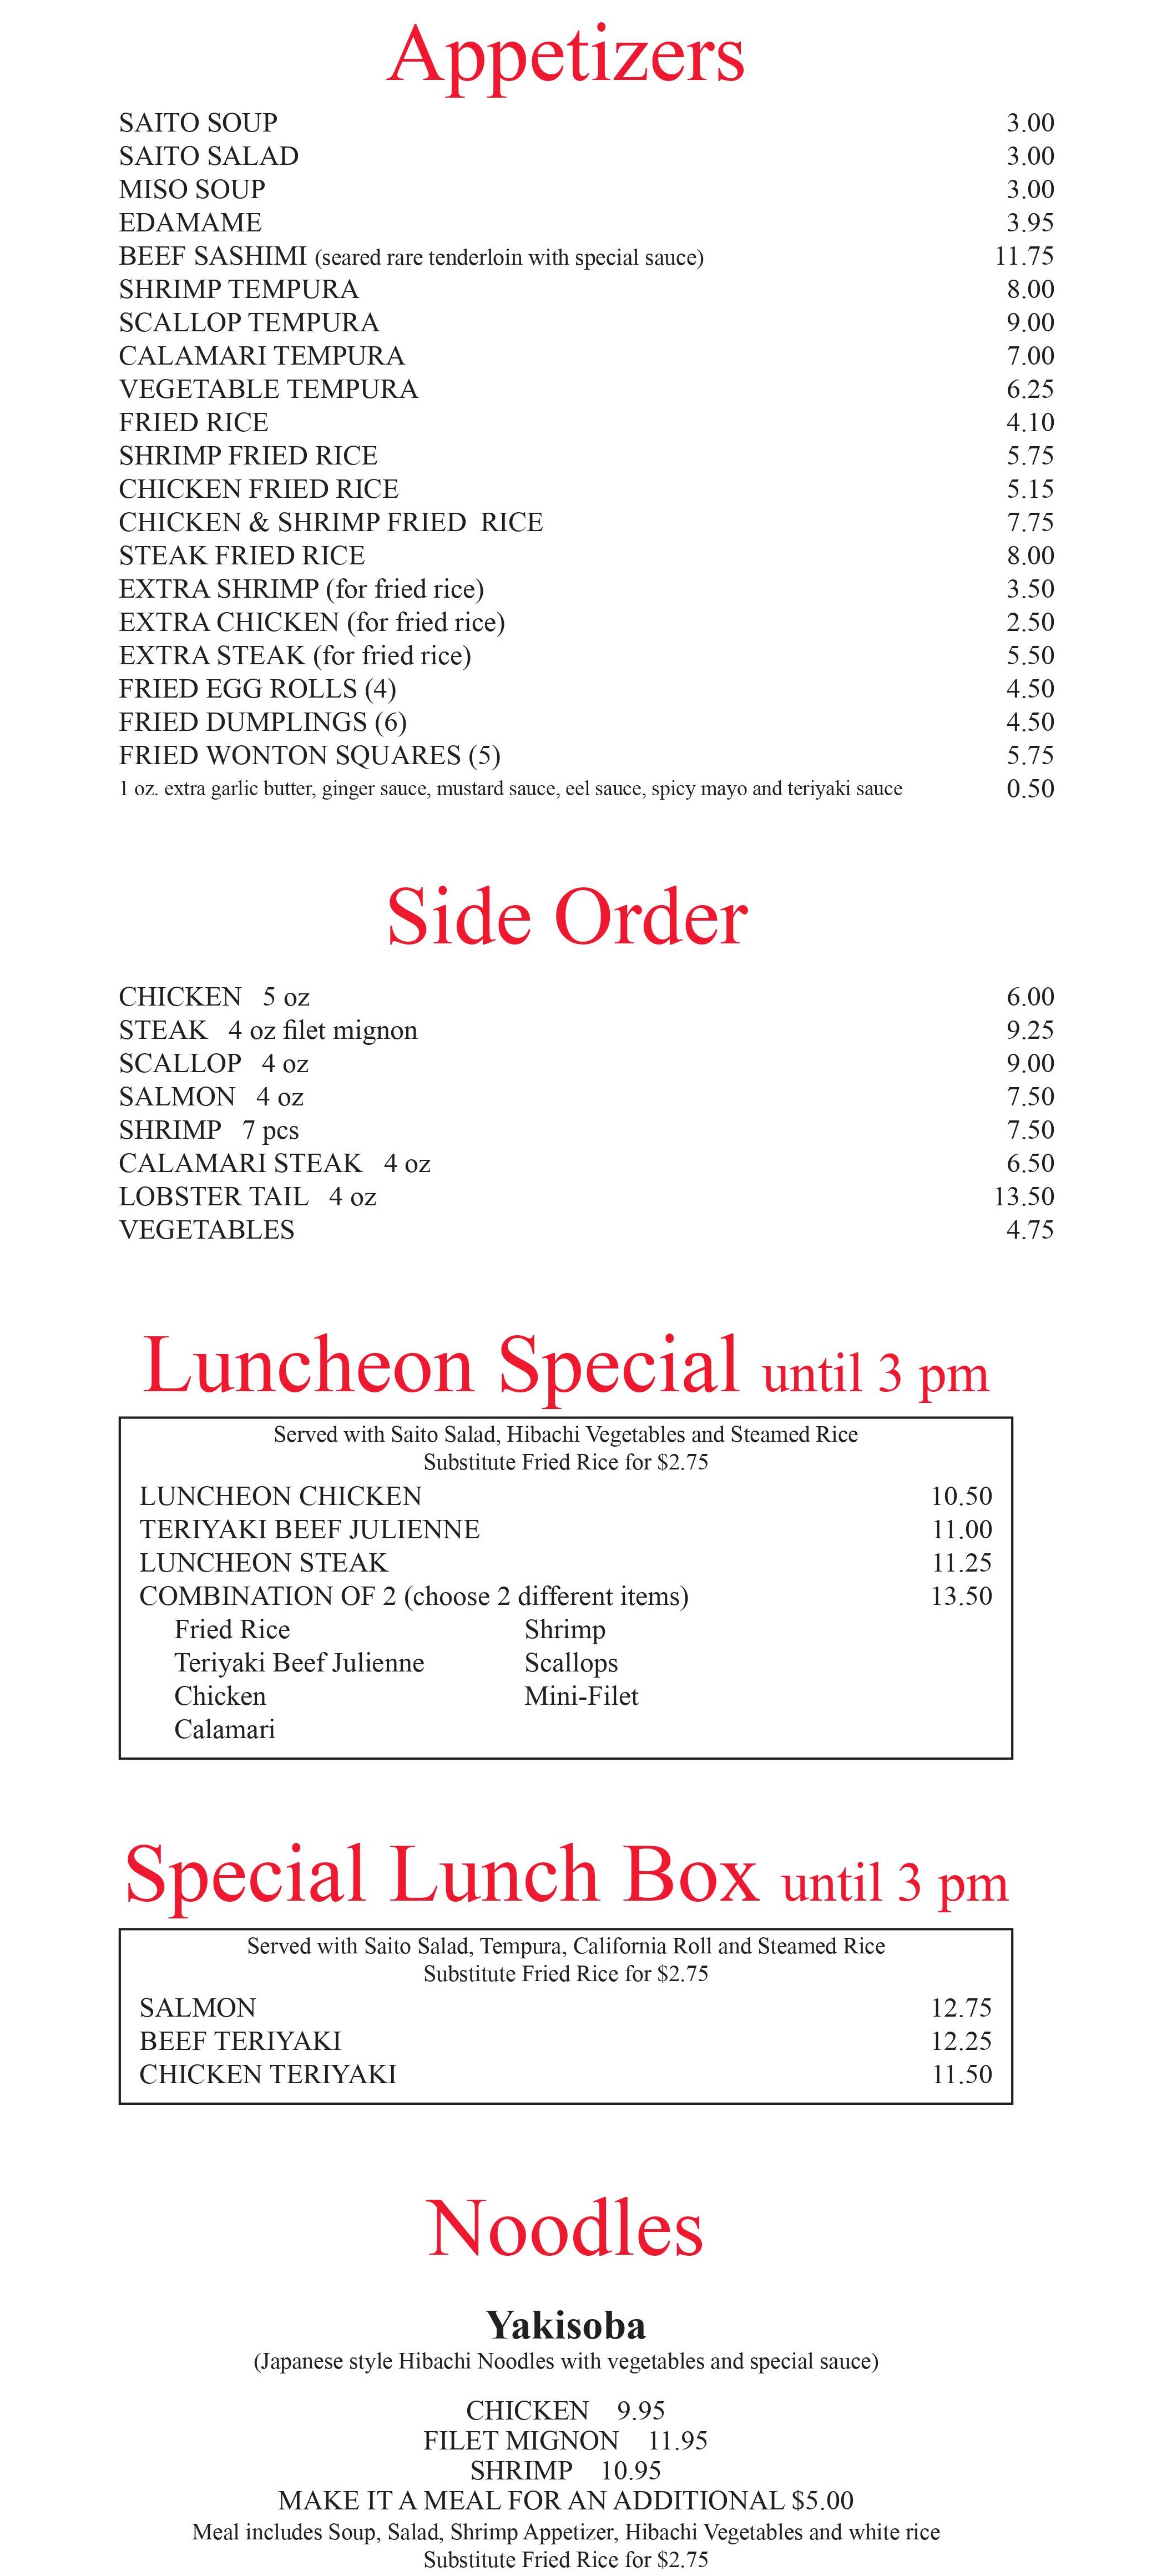 Appetizers
SAITO SOUP 3.00
SAITO SALAD 3.00
MISO SOUP 3.00
EDAMAME 3.95
BEEF SASHIMI (seared rare tenderloin with special sauce) 11.75
SHRIMP TEMPURA 8.00
SCALLOP TEMPURA 9.00
CALAMARI TEMPURA 7.00
VEGETABLE TEMPURA 6.25
FRIED RICE 4.10
SHRIMP FRIED RICE 5.75
CHICKEN FRIED RICE 5.15
CHICKEN & SHRIMP FRIED RICE 7.75
STEAK FRIED RICE 8.00
EXTRA SHRIMP (for fried rice) 3.50
EXTRA CHICKEN (for fried rice) 2.50
EXTRA STEAK (for fried rice) 5.50
FRIED EGG ROLLS (4) 4.50
FRIED DUMPLINGS (6) 4.50
FRIED WONTON SQUARES (5) 5.75
1 oz. extra garlic butter, ginger sauce, mustard sauce, eel sauce, spicy mayo and teriyaki sauce 0.50
Side Order
CHICKEN 5 oz 6.00
STEAK 4 oz filet mignon 9.25
SCALLOP 4 oz 9.00
SALMON 4 oz 7.50
SHRIMP 7 pcs 7.50
CALAMARI STEAK 4 oz 6.50
LOBSTER TAIL 4 oz 13.50
VEGETABLES 4.75
Luncheon Special until 3 pm
Served with Saito Salad, Hibachi Vegetables and Steamed Rice
Substitute Fried Rice for $2.75
LUNCHEON CHICKEN 10.50
TERIYAKI BEEF JULIENNE 11.00
LUNCHEON STEAK 11.25
COMBINATION OF 2 (choose 2 different items) 13.50
Fried Rice Shrimp
Teriyaki Beef Julienne Scallops
Chicken Mini-Filet
Calamari
Special Lunch Box until 3 pm
Served with Saito Salad, Tempura, California Roll and Steamed Rice
Substitute Fried Rice for $2.75
SALMON 12.75
BEEF TERIYAKI 12.25
CHICKEN TERIYAKI 11.50
Noodles
Yakisoba
(Japanese style Hibachi Noodles with vegetables and special sauce)
CHICKEN 9.95
FILET MIGNON 11.95
SHRIMP 10.95
MAKE IT A MEAL FOR AN ADDITIONAL $5.00
Meal includes Soup, Salad, Shrimp Appetizer, Hibachi Vegetables and white rice
Substitute Fried Rice for $2.75